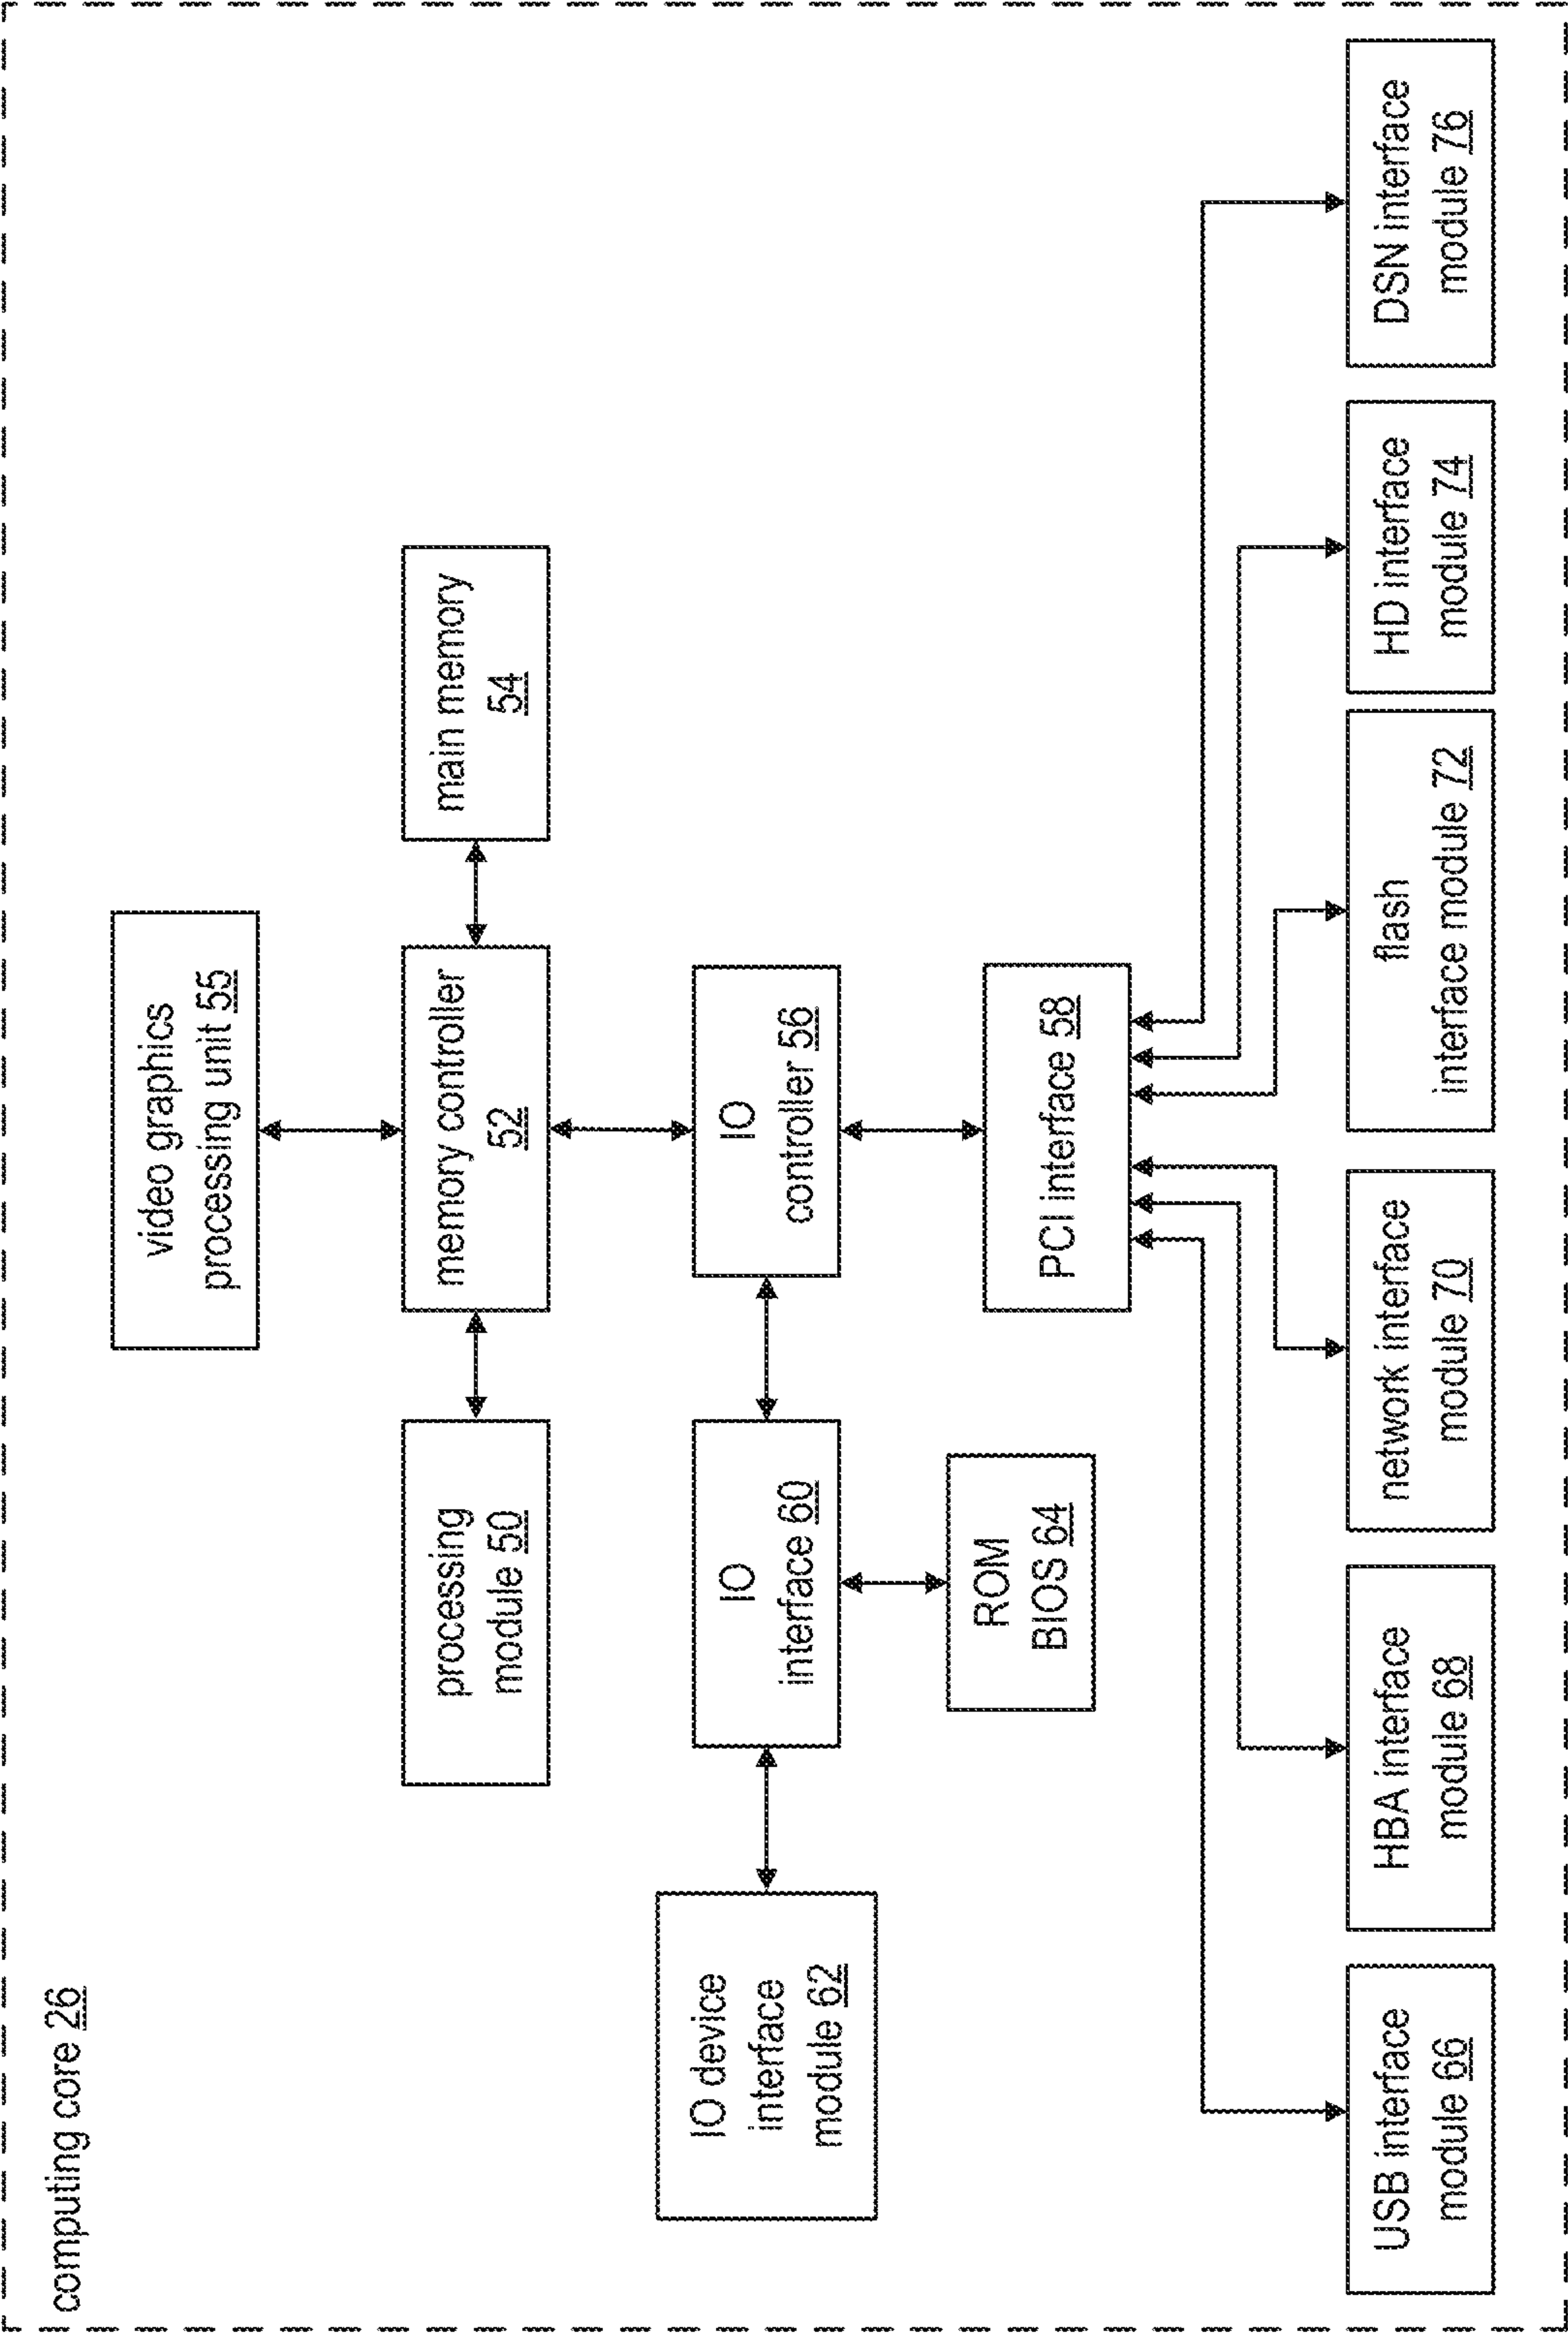 computing core 26
video graphics
processing unit 55
processing
module 50
memory controller
52
main memory
54
IO device
interface
module 62
IO
interface 60
IO
controller 56
ROM
BIOS 64
PCI interface 58
USB interface
module 66
HBA interface
module 68
network interface
module 70
flash
interface module 72
HD interface
module 74
DSN interface
module 76